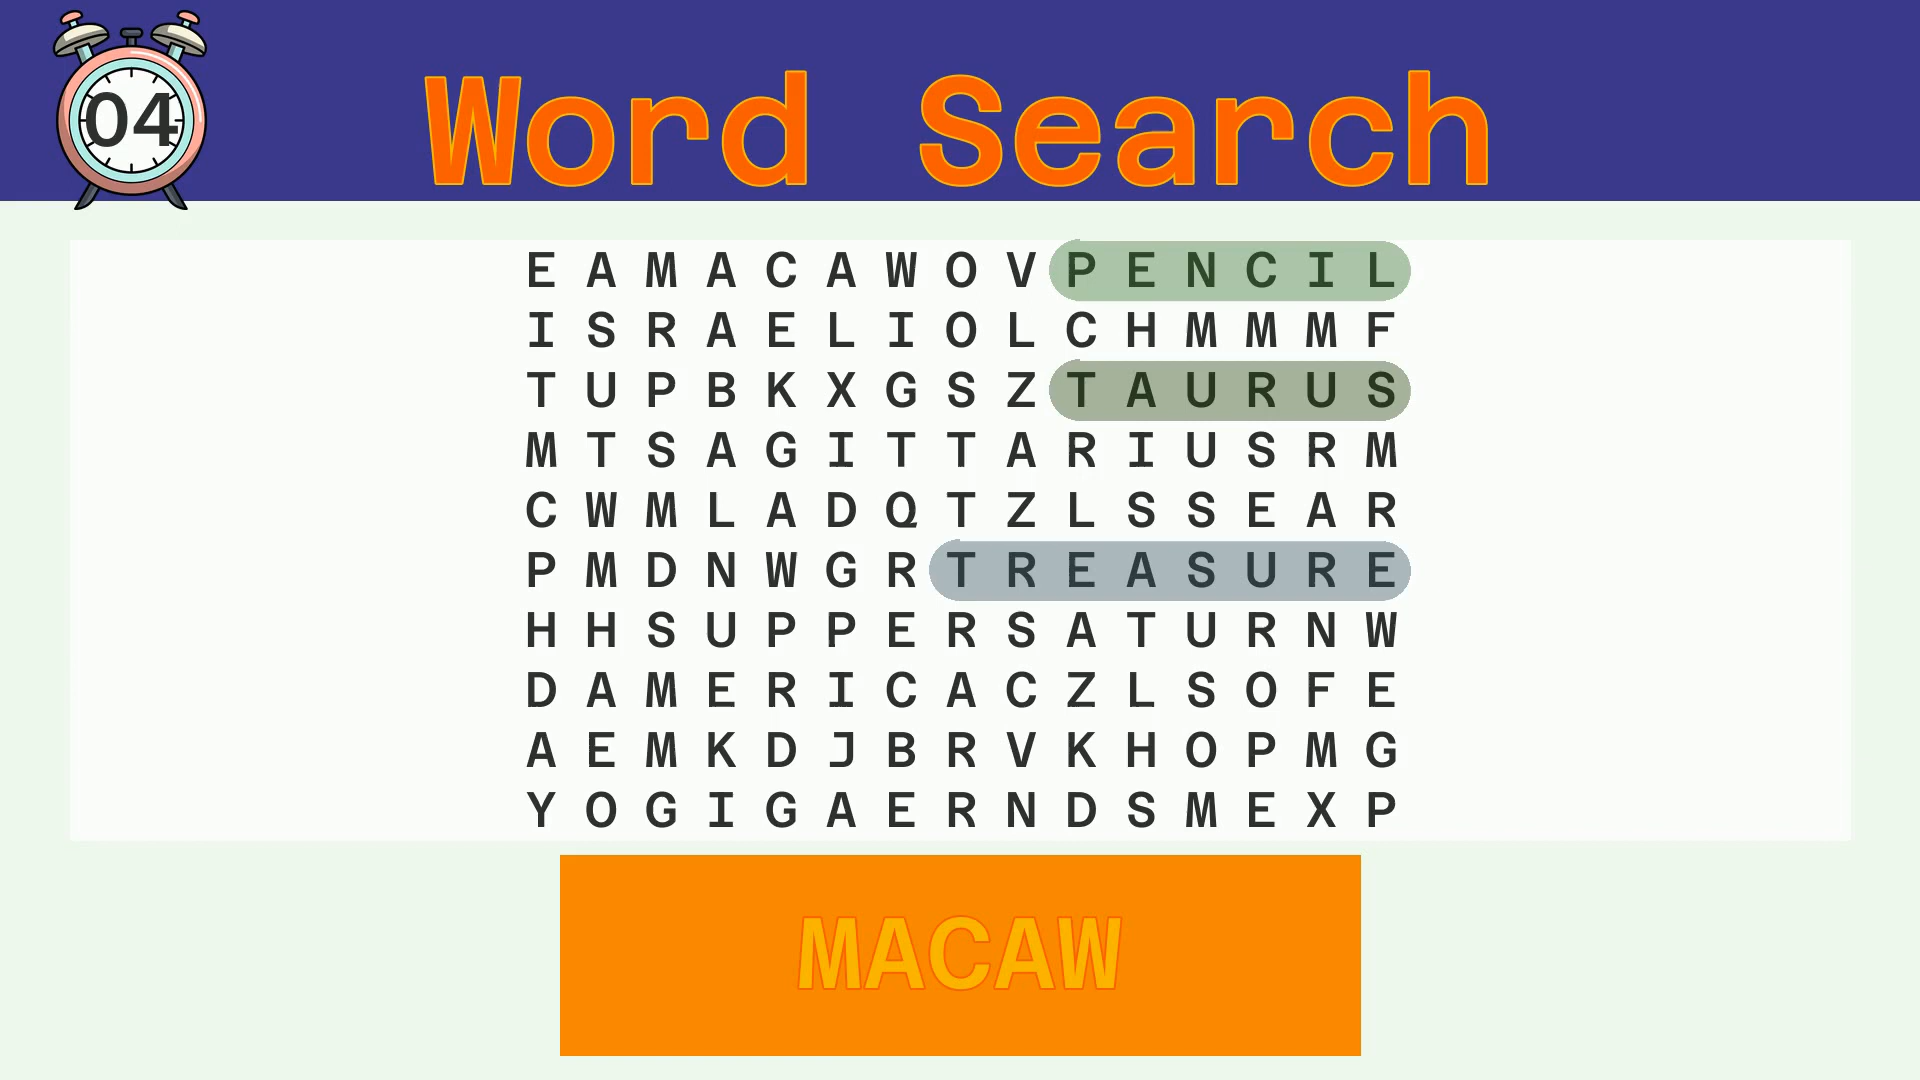 04
Word Search
E A M A C A W O V P E N C I L
I S R A E L I O L C H M M M F
T U P B K X G S Z T A U R U S
M T S A G I T T A R I U S R M
C W M L A D Q T Z L S S E A R
P M D N W G R T R E A S U R E
H H S U P P E R S A T U R N W
D A M E R I C A C Z L S O F E
A E M K D J B R V K H O P M G
Y O G I G A E R N D S M E X P
MACAW